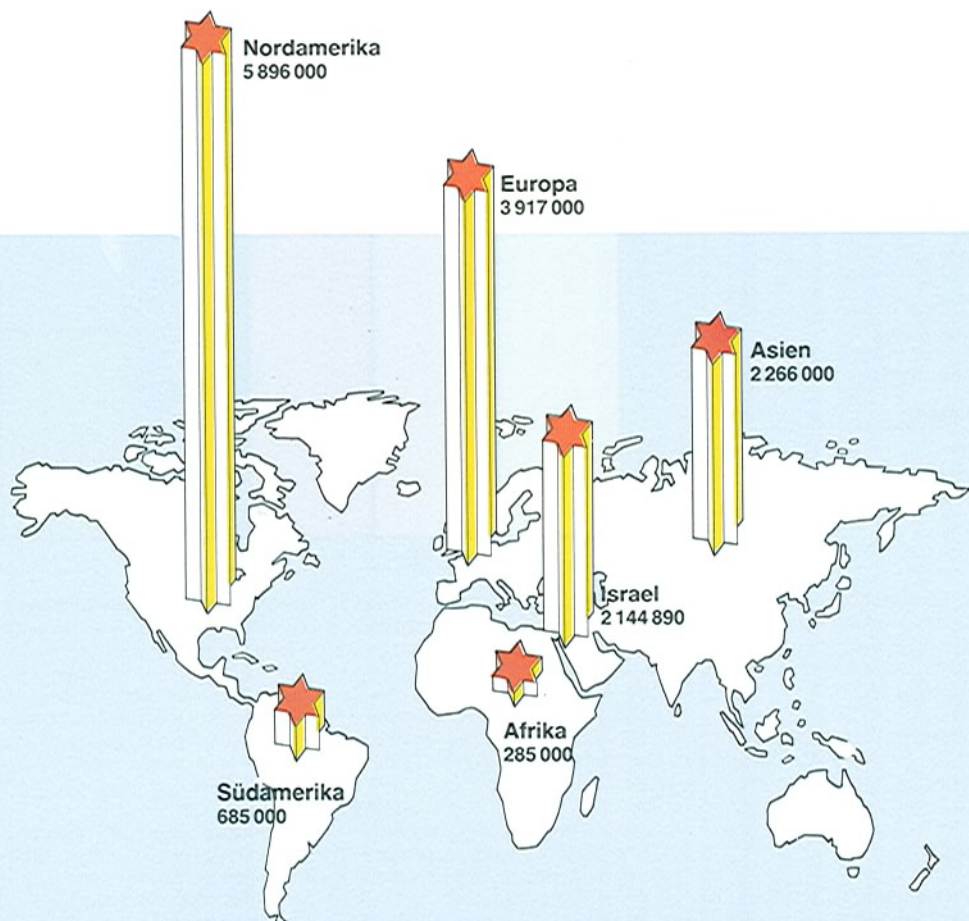 Nordamerika
5 896 000
Europa
3 917 000
Asien
2 266 000
Israel
2 144 890
Afrika
285 000
Südamerika
685 000